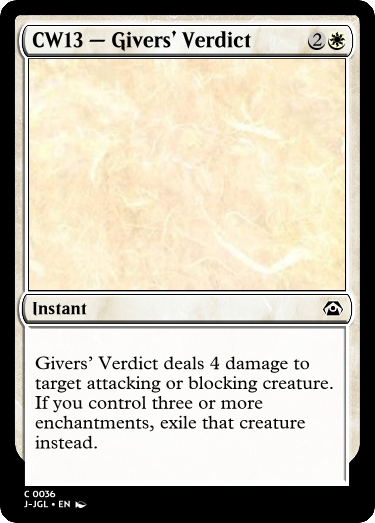 CW13 — Givers' Verdict 2
Instant
Givers' Verdict deals 4 damage to
target attacking or blocking creature.
If you control three or more
enchantments, exile that creature
instead.
C 0036
J-JGL • EN